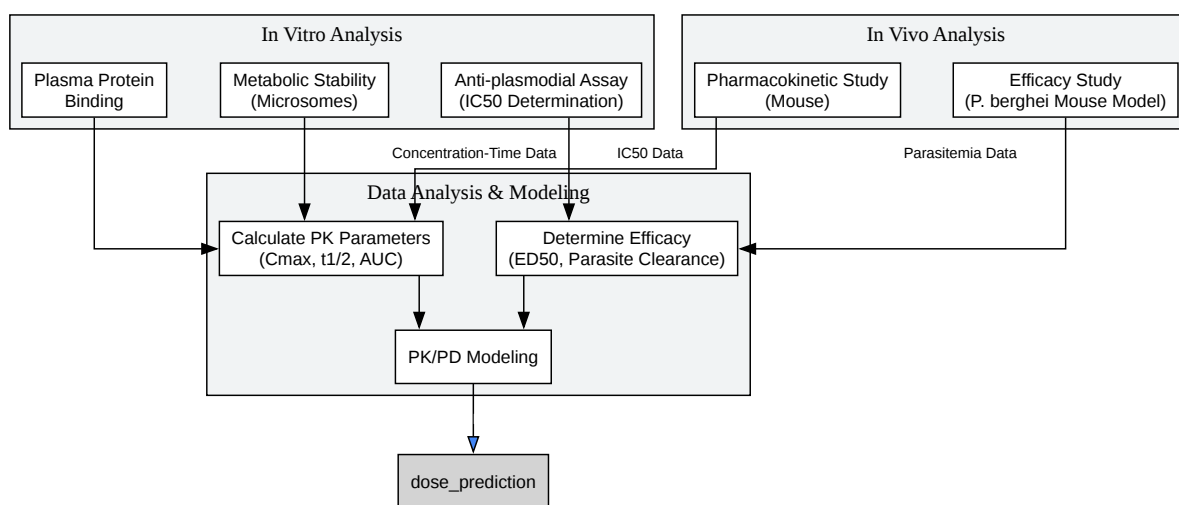 In Vitro Analysis
In Vivo Analysis
Plasma Protein
Binding
Metabolic Stability
(Microsomes)
Anti-plasmodial Assay
(IC50 Determination)
Pharmacokinetic Study
(Mouse)
Efficacy Study
(P. berghei Mouse Model)
Concentration-Time Data
IC50 Data
Parasitemia Data
Data Analysis & Modeling
Calculate PK Parameters
(Cmax, t1/2, AUC)
Determine Efficacy
(ED50, Parasite Clearance)
PK/PD Modeling
dose_prediction